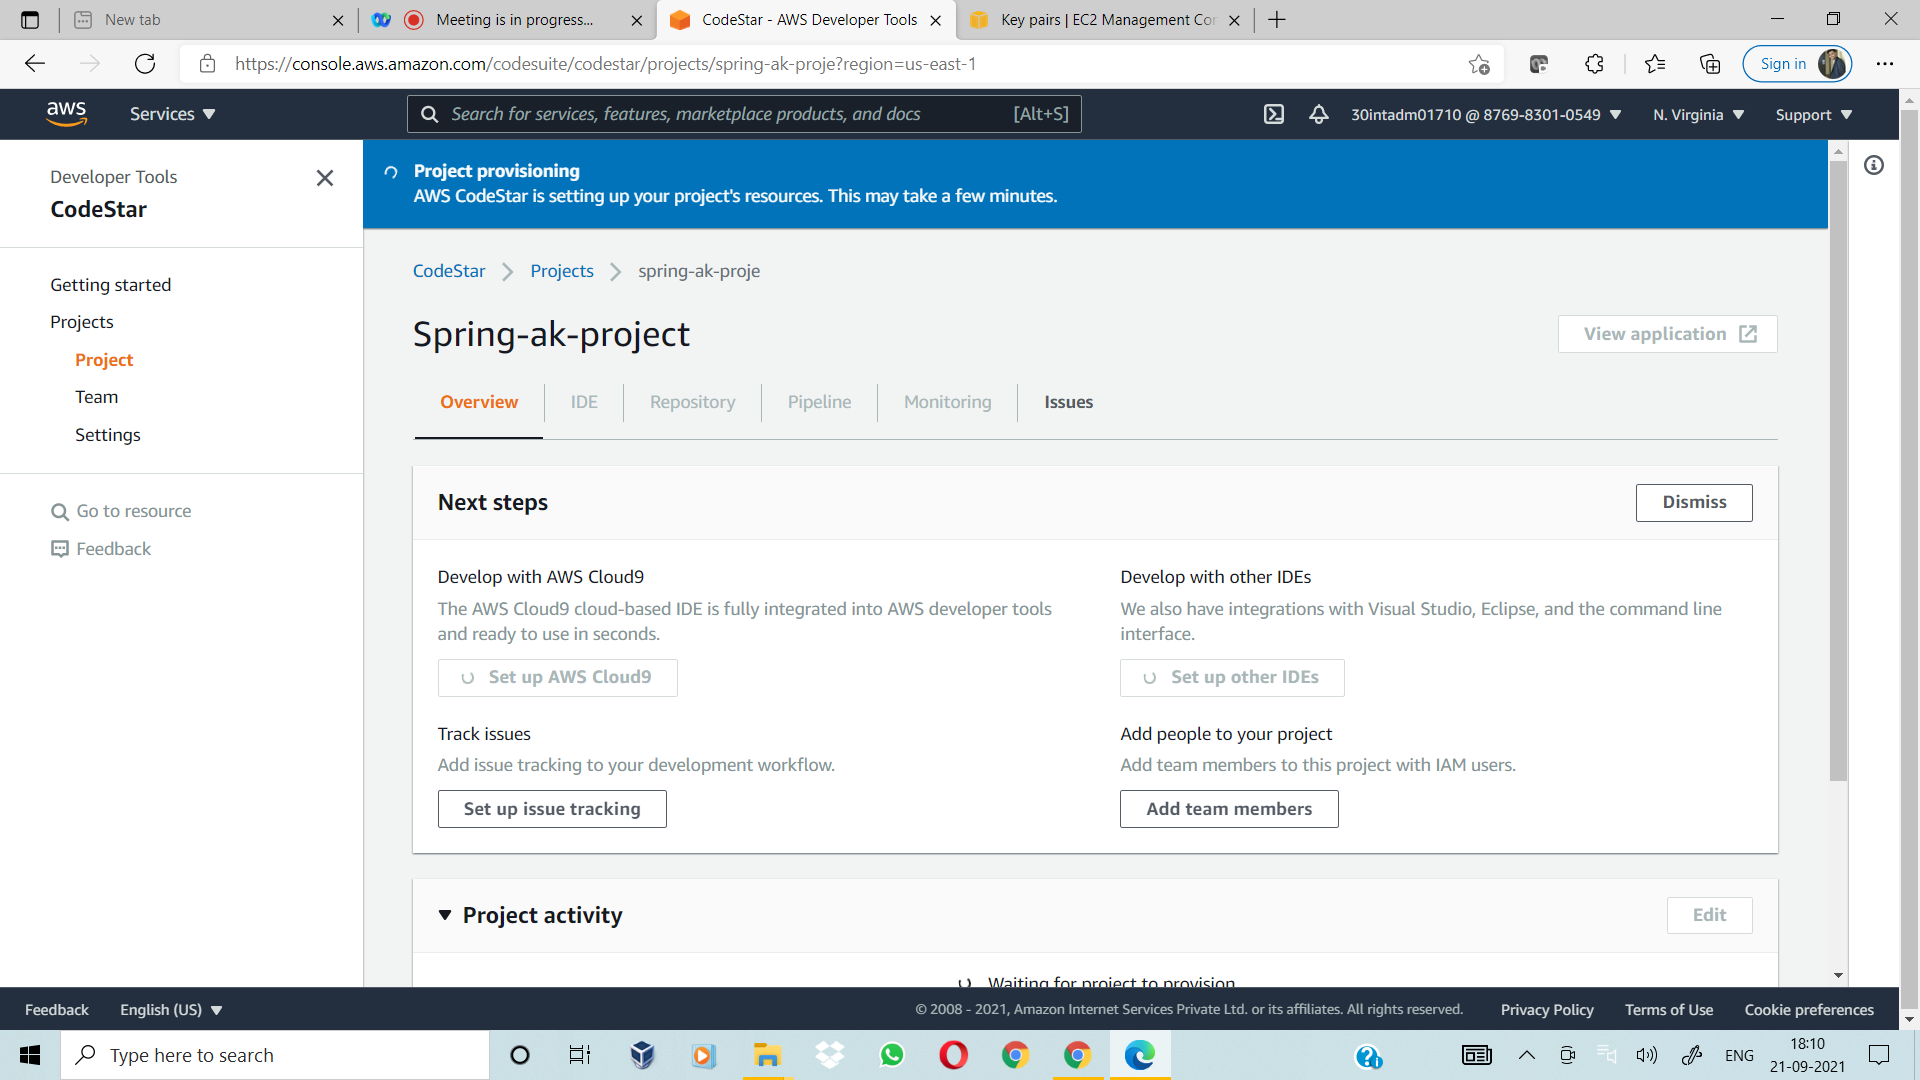 New tab
Meeting is in progress...
CodeStar - AWS Developer Tools
Key pairs | EC2 Management Cor
https://console.aws.amazon.com/codesuite/codestar/projects/spring-ak-proje?region=us-east-1
Sign in
aws
Services
Search for services, features, marketplace products, and docs
[Alt+S]
30intadm01710 @ 8769-8301-0549
N. Virginia
Support
Developer Tools
CodeStar
Getting started
Projects
Project
Team
Settings
Go to resource
Feedback
Project provisioning
AWS CodeStar is setting up your project's resources. This may take a few minutes.
CodeStar
Projects
spring-ak-proje
Spring-ak-project
View application
Overview
IDE
Repository
Pipeline
Monitoring
Issues
Next steps
Dismiss
Develop with AWS Cloud9
The AWS Cloud9 cloud-based IDE is fully integrated into AWS developer tools
and ready to use in seconds.
Set up AWS Cloud9
Develop with other IDEs
We also have integrations with Visual Studio, Eclipse, and the command line
interface.
Set up other IDEs
Track issues
Add issue tracking to your development workflow.
Set up issue tracking
Add people to your project
Add team members to this project with IAM users.
Add team members
Project activity
Edit
Waiting for project to provision
Feedback
English (US)
© 2008 - 2021, Amazon Internet Services Private Ltd. or its affiliates. All rights reserved.
Privacy Policy
Terms of Use
Cookie preferences
Type here to search
ENG
18:10
21-09-2021